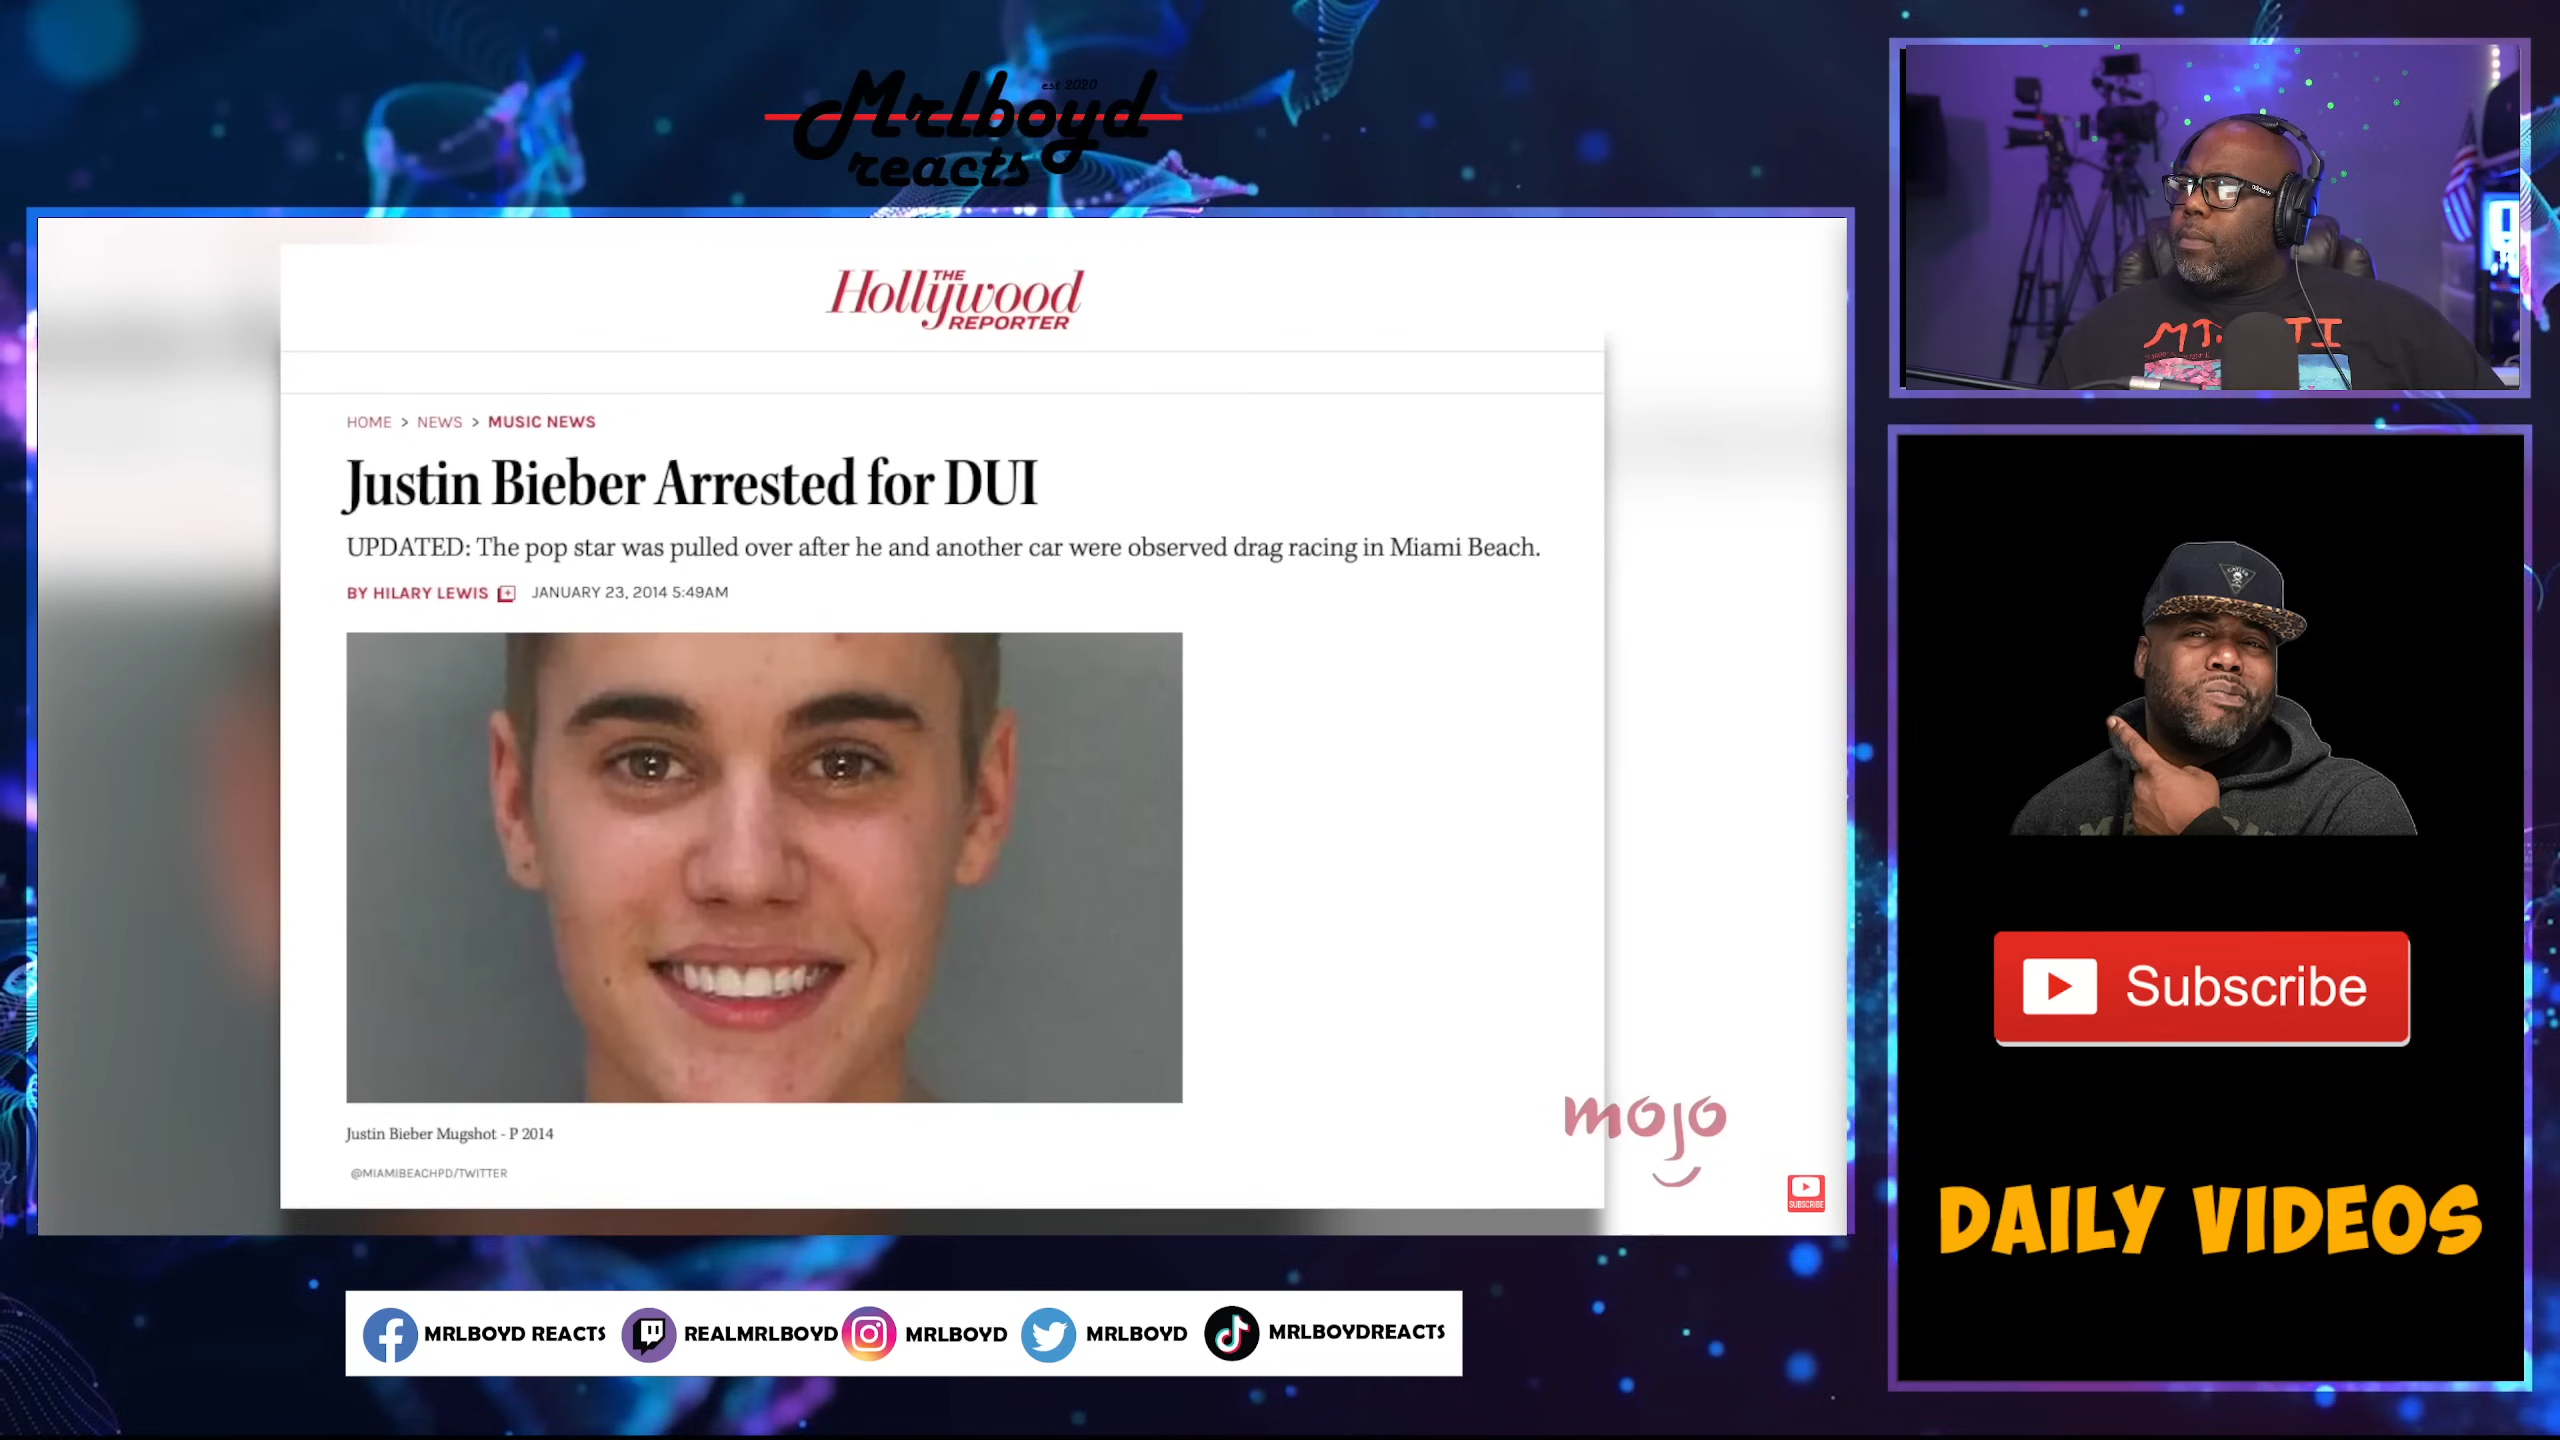 est 2020
Mrlboyd
reacts
THE
Hollywood
REPORTER
HOME > NEWS > MUSIC NEWS
Justin Bieber Arrested for DUI
UPDATED: The pop star was pulled over after he and another car were observed drag racing in Miami Beach.
BY HILARY LEWIS JANUARY 23, 2014 5:49AM
Justin Bieber Mugshot - P 2014
@MIAMIBEACHPD/TWITTER
mojo
SUBSCRIBE
Subscribe
DAILY VIDEOS
MRLBOYD REACTS REALMRLBOYD MRLBOYD MRLBOYD MRLBOYDREACTS